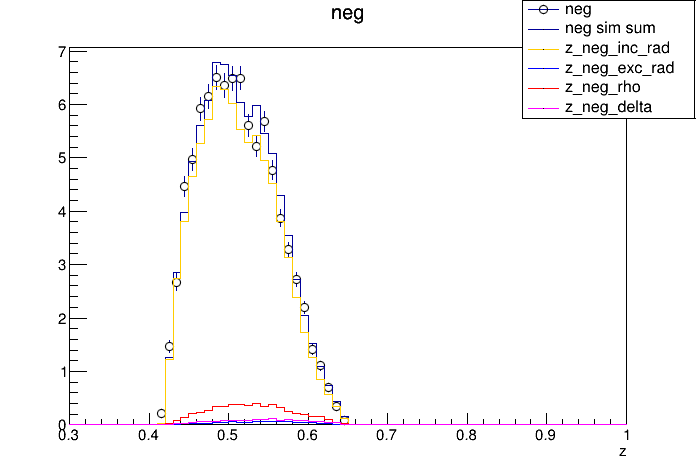 neg
neg
neg sim sum
z_neg_inc_rad
z_neg_exc_rad
z_neg_rho
z_neg_delta
7
6
5
4
3
2
1
0
0.3 0.4 0.5 0.6 0.7 0.8 0.9 1
z